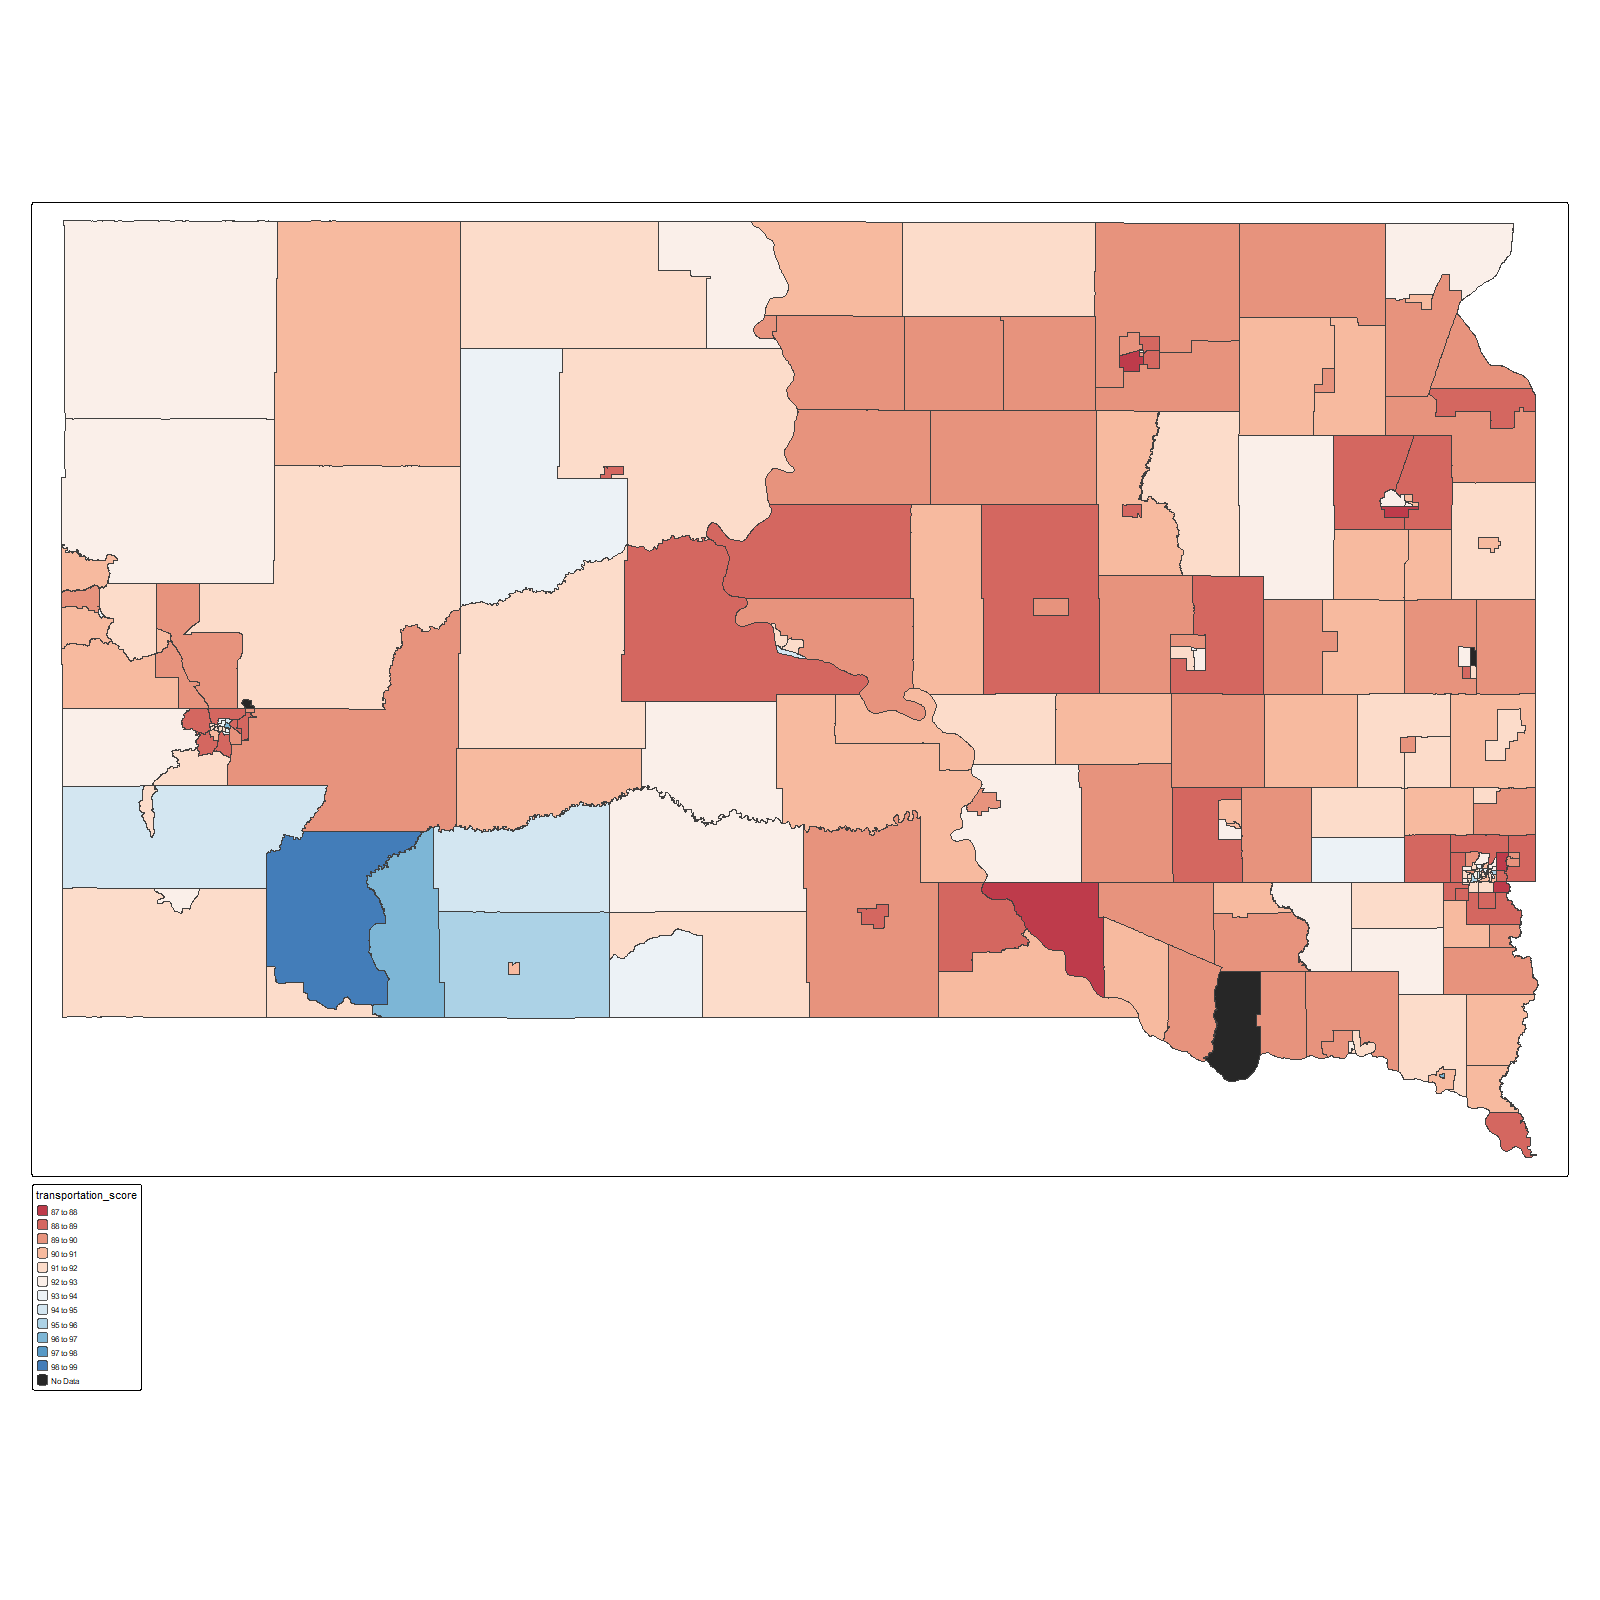 transportation_score
87 to 88
88 to 89
89 to 90
90 to 91
91 to 92
92 to 93
93 to 94
94 to 95
95 to 96
96 to 97
97 to 98
98 to 99
No Data